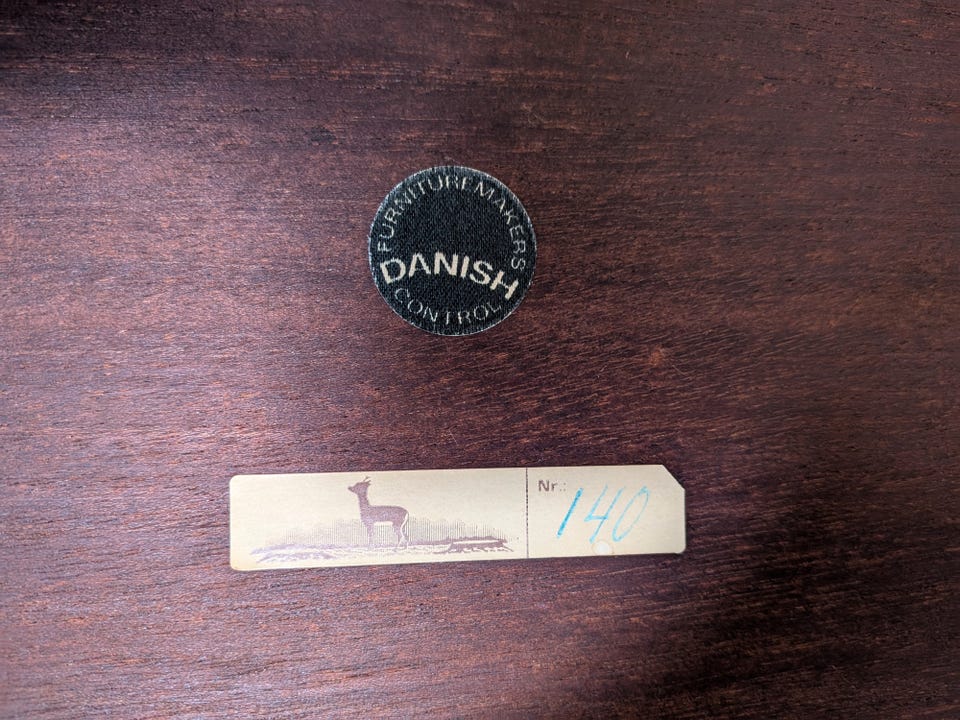 FURNITUREMAKERS
DANISH
CONTROL
Nr.: 140